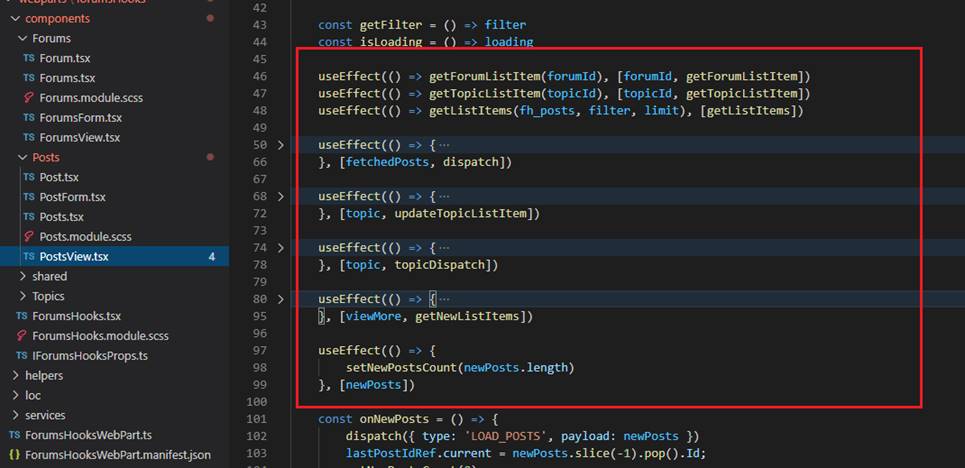 webparts / forumsHooks
components
Forums
TS Forum.tsx
TS Forums.tsx
Forums.module.scss
TS ForumsForm.tsx
TS ForumsView.tsx
Posts
TS Post.tsx
TS PostForm.tsx
TS Posts.tsx
Posts.module.scss
TS PostsView.tsx 4
shared
Topics
TS ForumsHooks.tsx
ForumsHooks.module.scss
TS IForumsHooksProps.ts
helpers
loc
services
TS ForumsHooksWebPart.ts
{} ForumsHooksWebPart.manifest.json
42
43 const getFilter = () => filter
44 const isLoading = () => loading
45
46 useEffect(() => getForumListItem(forumId), [forumId, getForumListItem])
47 useEffect(() => getTopicListItem(topicId), [topicId, getTopicListItem])
48 useEffect(() => getListItems(fh_posts, filter, limit), [getListItems])
49
50 useEffect(() => { ⋯
66 }, [fetchedPosts, dispatch])
67
68 useEffect(() => { ⋯
72 }, [topic, updateTopicListItem])
73
74 useEffect(() => { ⋯
78 }, [topic, topicDispatch])
79
80 useEffect(() => { ⋯
95 }, [viewMore, getNewListItems])
96
97 useEffect(() => {
98 setNewPostsCount(newPosts.length)
99 }, [newPosts])
100
101 const onNewPosts = () => {
102 dispatch({ type: 'LOAD_POSTS', payload: newPosts })
103 lastPostIdRef.current = newPosts.slice(-1).pop().Id;